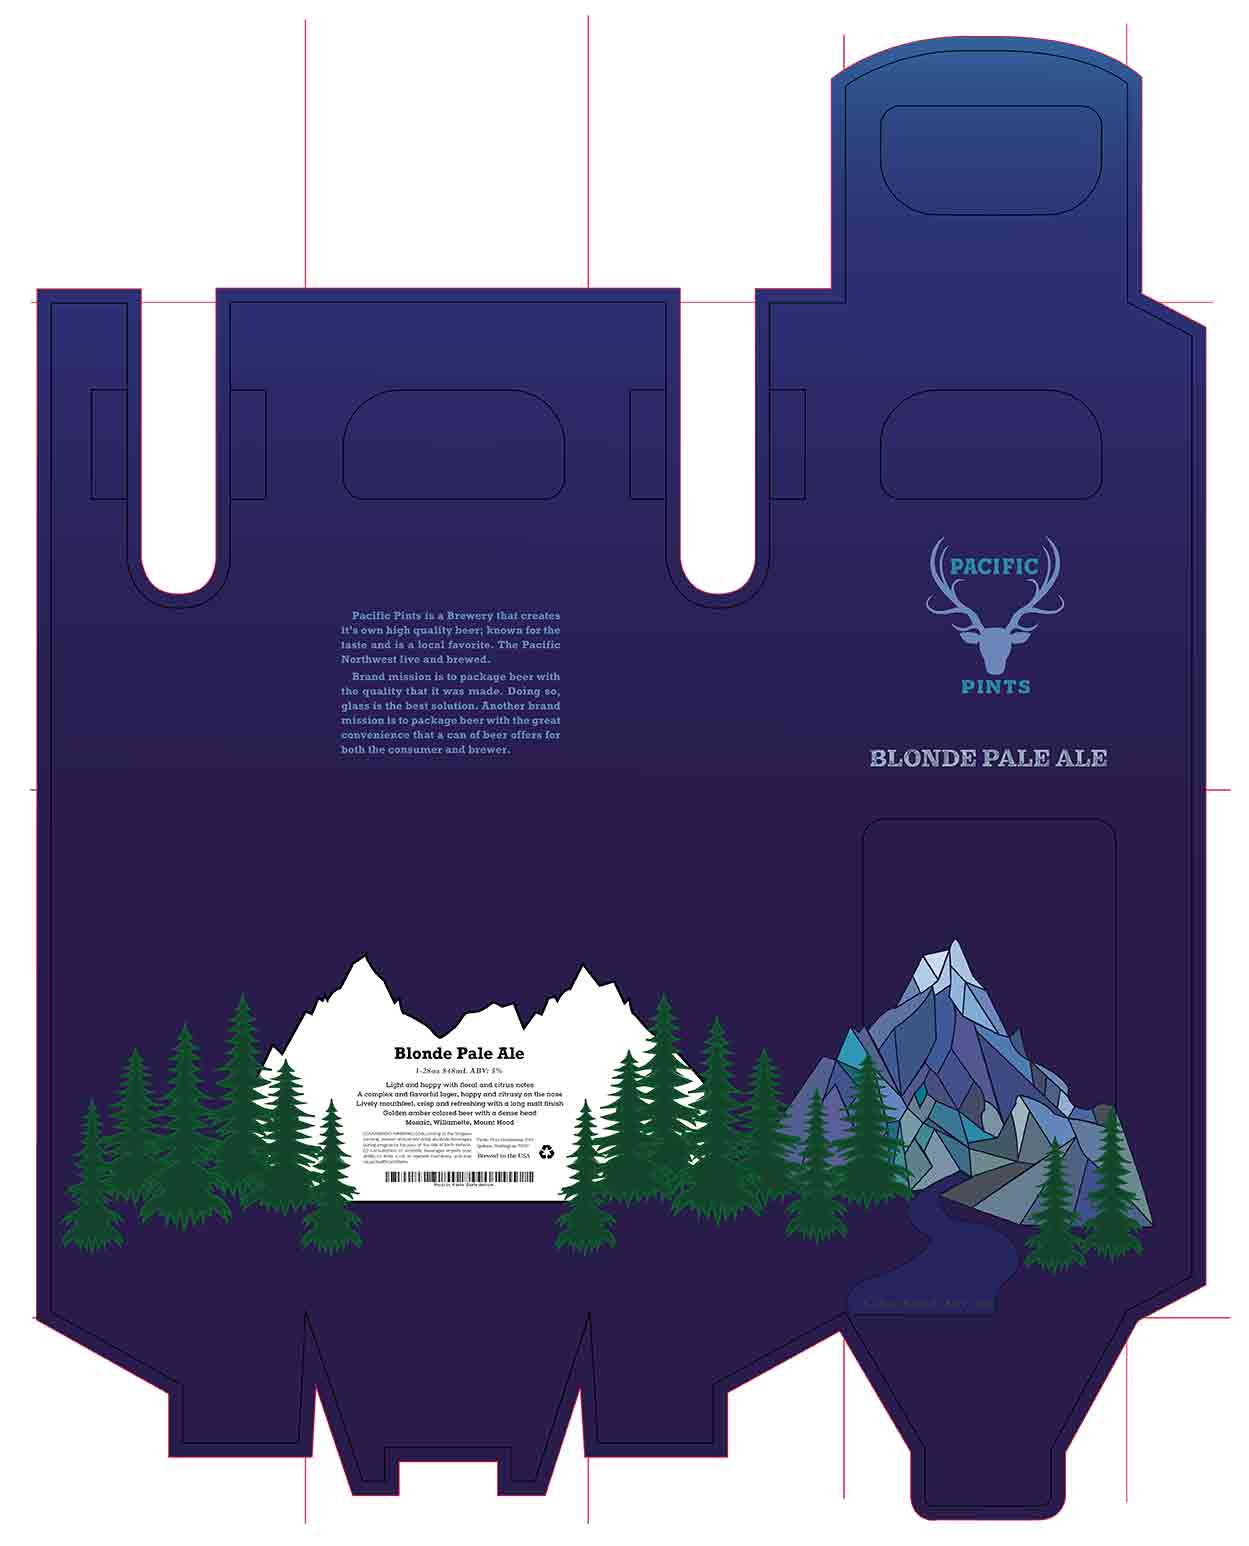 PACIFIC
PINTS
BLONDE PALE ALE
Pacific Pints is a Brewery that creates
it's own high quality beer; known for the
taste and is a local favorite. The Pacific
Northwest live and brewed.
Brand mission is to package beer with
the quality that it was made. Doing so,
glass is the best solution. Another brand
mission is to package beer with the great
convenience that a can of beer offers for
both the consumer and brewer.
Blonde Pale Ale
1-28oz 848mL ABV: 5%
Light and hoppy with floral and citrus notes
A complex and flavorful lager, hoppy and citrusy on the nose
Lively mouthfeel, crisp and refreshing with a long malt finish
Golden amber colored beer with a dense head
Mosaic, Willamette, Mount Hood
Brewed in the USA